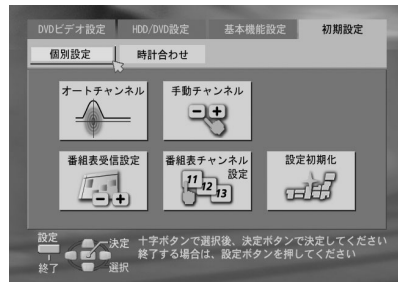 DVDビデオ設定 HDD/DVD設定 基本機能設定 初期設定
個別設定 時計合わせ
オートチャンネル 手動チャンネル
番組表受信設定 番組表チャンネル設定 設定初期化
11 12 13
設定 決定 十字ボタンで選択後、決定ボタンで決定してください
終了 選択 終了する場合は、設定ボタンを押してください